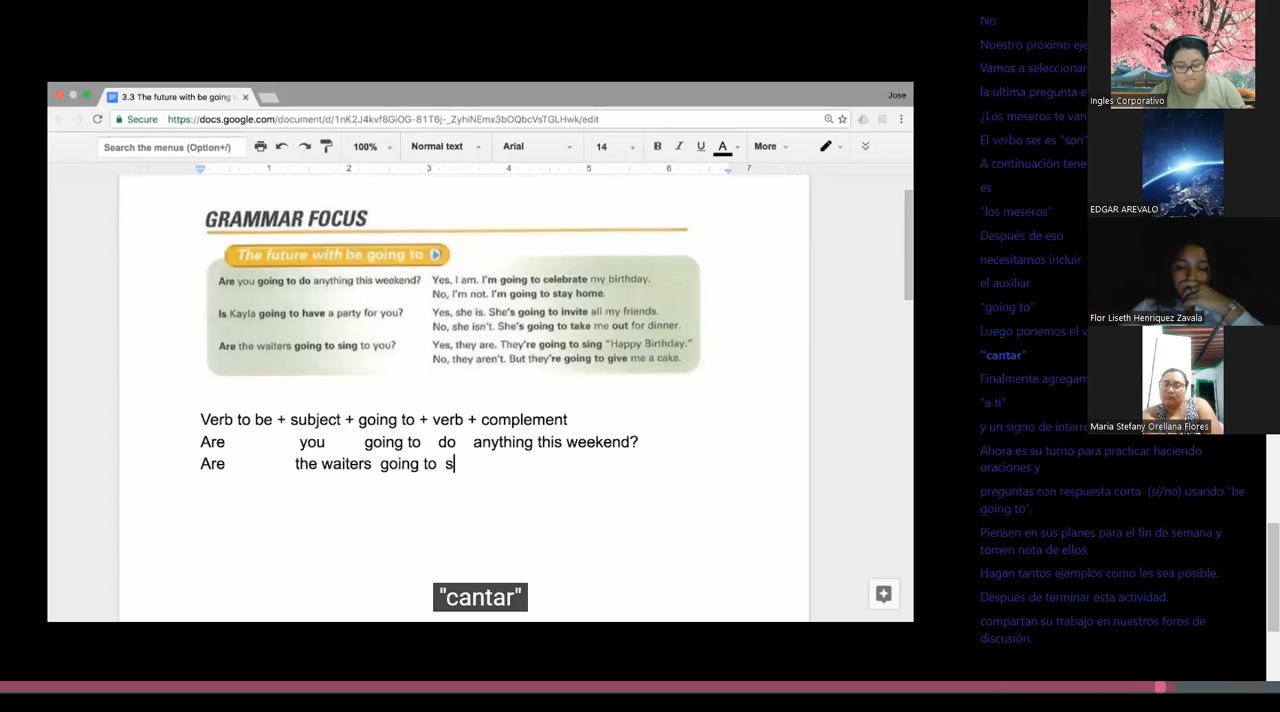 3.3 The future with be going to
Jose
Secure
https://docs.google.com/document/d/1nK2J4kvf8GiOG-81T6j-_ZyhiNEmx3bOQbcVsTGLHwk/edit
Search the menus (Option+/)
100%
Normal text
Arial
14
B I U A
More
1 2 3 4 5 6 7
GRAMMAR FOCUS
The future with be going to
Are you going to do anything this weekend?
Yes, I am. I'm going to celebrate my birthday.
No, I'm not. I'm going to stay home.
Is Kayla going to have a party for you?
Yes, she is. She's going to invite all my friends.
No, she isn't. She's going to take me out for dinner.
Are the waiters going to sing to you?
Yes, they are. They're going to sing "Happy Birthday."
No, they aren't. But they're going to give me a cake.
Verb to be + subject + going to + verb + complement
Are you going to do anything this weekend?
Are the waiters going to s
"cantar"
No.
Nuestro próximo eje
Vamos a seleccionar
la ultima pregunta e
¿Los meseros te van
El verbo ser es "son"
A continuación tene
es
"los meseros"
Después de eso
necesitamos incluir
el auxiliar
"going to"
Luego ponemos el v
"cantar"
Finalmente agregam
"a ti"
y un signo de interro
Ahora es su turno para practicar haciendo
oraciones y
preguntas con respuesta corta (sí/no) usando "be
going to".
Piensen en sus planes para el fin de semana y
tomen nota de ellos.
Hagan tantos ejemplos como les sea posible.
Después de terminar esta actividad.
compartan su trabajo en nuestros foros de
discusión.
Ingles Corporativo
EDGAR AREVALO
Flor Liseth Henriquez Zavala
Maria Stefany Orellana Flores